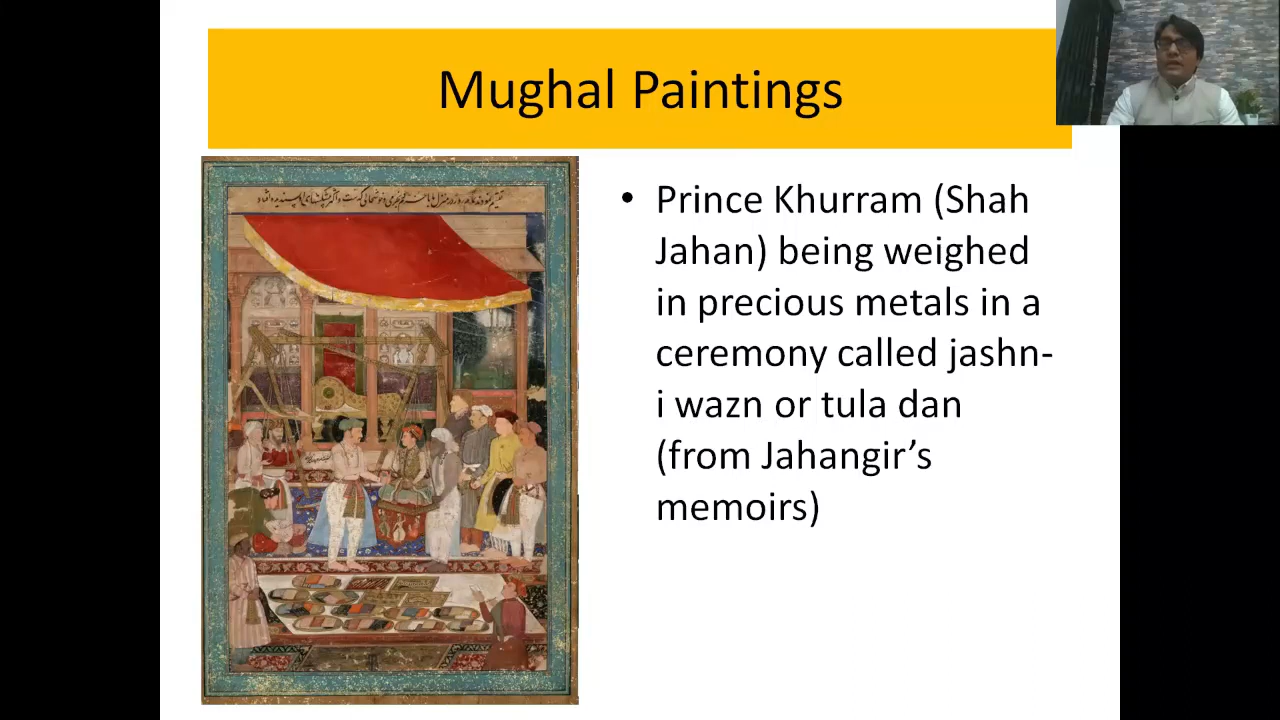 Mughal Paintings
• Prince Khurram (Shah
Jahan) being weighed
in precious metals in a
ceremony called jashn-
i wazn or tula dan
(from Jahangir’s
memoirs)